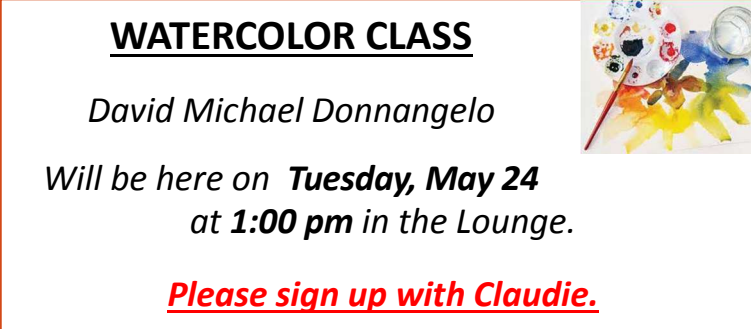 WATERCOLOR CLASS
David Michael Donnangelo
Will be here on Tuesday, May 24
at 1:00 pm in the Lounge.
Please sign up with Claudie.